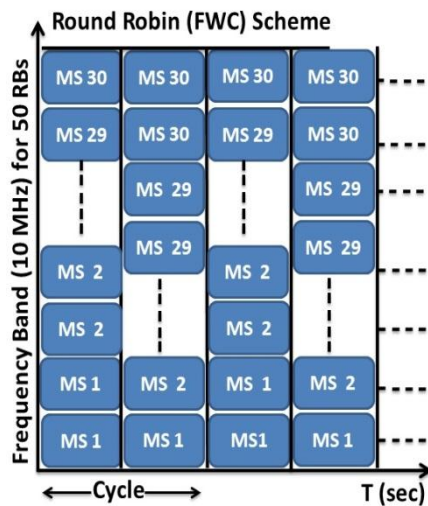 Round Robin (FWC) Scheme
Frequency Band (10 MHz) for 50 RBs
MS 30 MS 30 MS 30 MS 30
MS 29 MS 30 MS 29 MS 30
MS 29 MS 29
MS 29 MS 29
MS 2 MS 2
MS 2 MS 2
MS 1 MS 2 MS 1 MS 2
MS 1 MS 1 MS1 MS 1
Cycle T (sec)